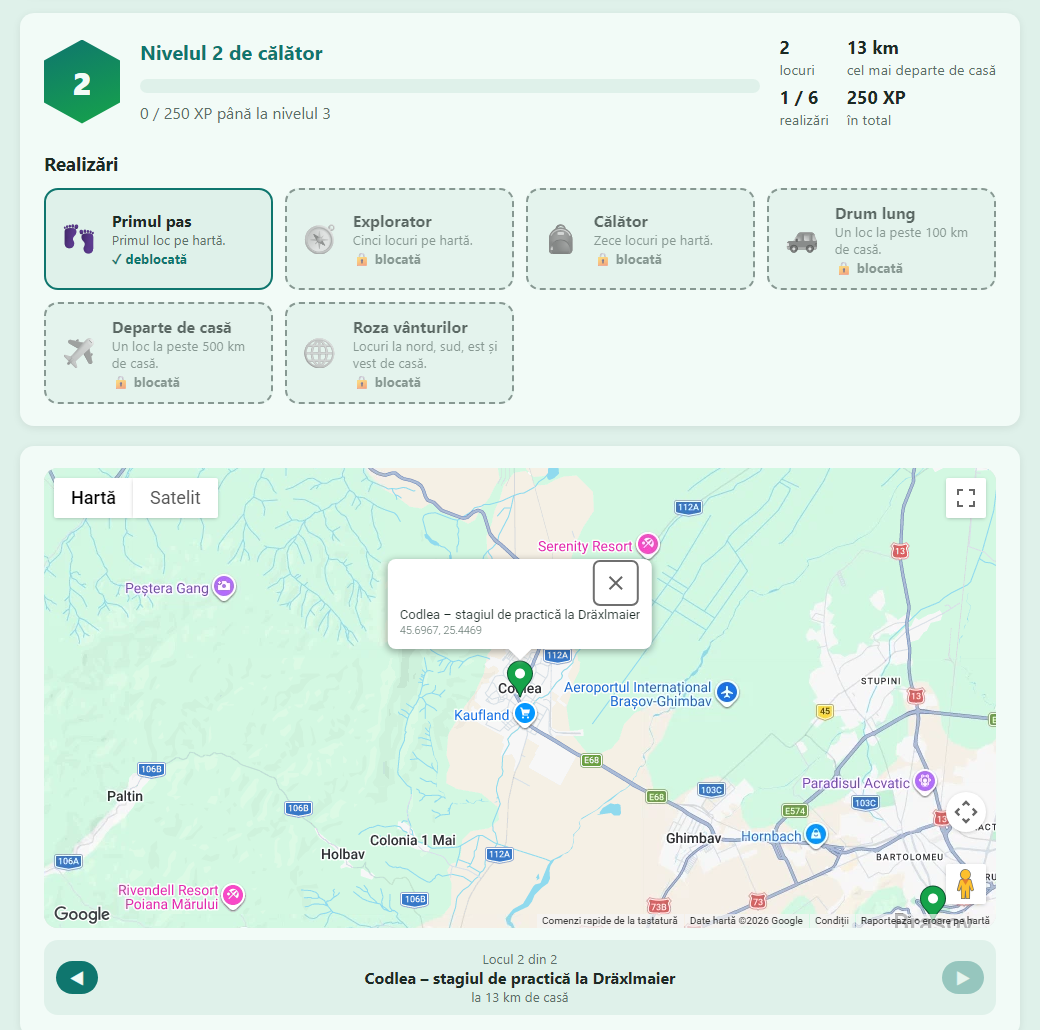 2
Nivelul 2 de călător
0 / 250 XP până la nivelul 3
2
locuri
13 km
cel mai departe de casă
1 / 6
realizări
250 XP
în total
Realizări
Primul pas
Primul loc pe hartă.
✓ deblocată
Explorator
Cinci locuri pe hartă.
blocată
Călător
Zece locuri pe hartă.
blocată
Drum lung
Un loc la peste 100 km
de casă.
blocată
Departe de casă
Un loc la peste 500 km
de casă.
blocată
Roza vânturilor
Locuri la nord, sud, est și
vest de casă.
blocată
Hartă
Satelit
112A
Serenity Resort
13
Peștera Gang
Codlea – stagiul de practică la Dräxlmaier
45.6967, 25.4469
112A
Codlea
Aeroportul Internațional
Brașov-Ghimbav
STUPINI
13
Kaufland
45
E68
106B
Paltin
E68
103C
Paradisul Acvatic
103C
106B
E574
13
Colonia 1 Mai
Ghimbav
Hornbach
Holbav
112A
106A
BARTOLOMEU
Rivendell Resort
Poiana Mărului
106B
73B
73
Google
Comenzi rapide de la tastatură
Date hartă ©2026 Google
Condiții
Raportează o eroare pe hartă
Brașov
Locul 2 din 2
Codlea – stagiul de practică la Dräxlmaier
la 13 km de casă